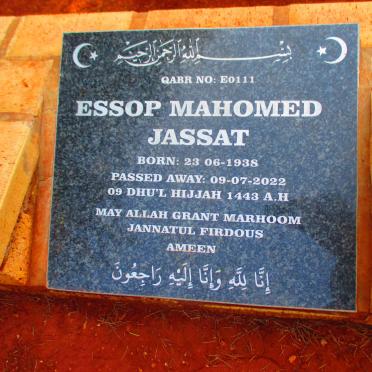 بسم الله الرحمن الرحيم
QABR NO: E0111
ESSOP MAHOMED
JASSAT
BORN: 23 06-1938
PASSED AWAY: 09-07-2022
09 DHU'L HIJJAH 1443 A.H
MAY ALLAH GRANT MARHOOM
JANNATUL FIRDOUS
AMEEN
إِنَّا لِلَّهِ وَإِنَّا إِلَيْهِ رَاجِعُونَ